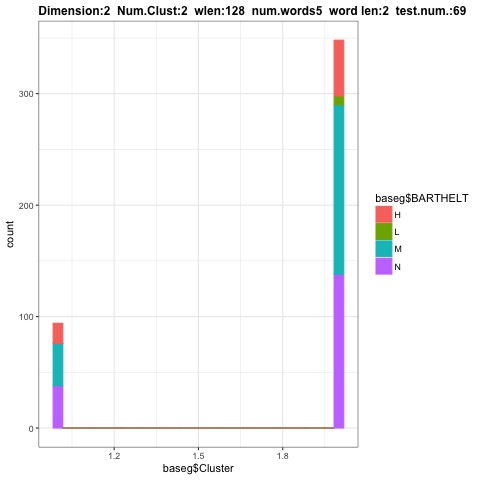 Dimension:2  Num.Clust:2  wlen:128  num.words5  word len:2  test.num.:69
300
200
100
0
count
1.2 1.5 1.8
baseg$Cluster
baseg$BARTHELT
H
L
M
N